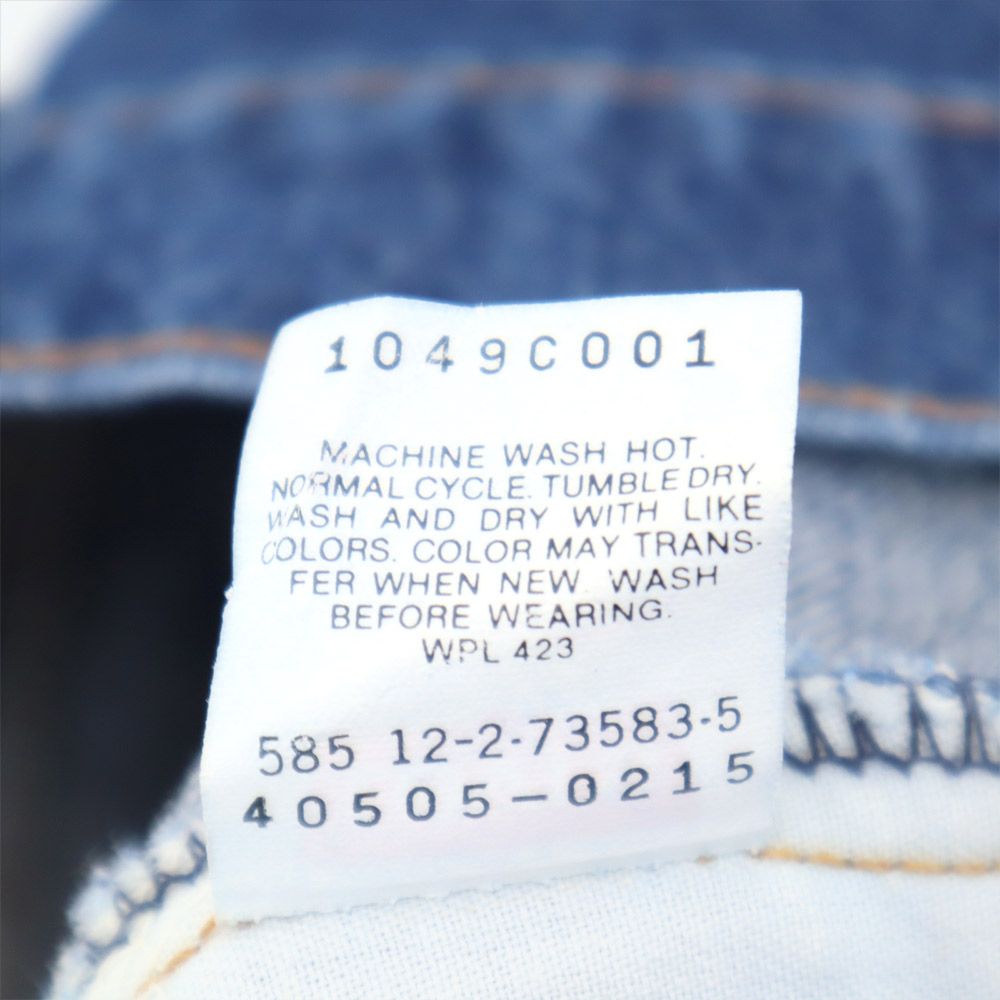 1049C001
MACHINE WASH HOT.
NORMAL CYCLE. TUMBLE DRY.
WASH AND DRY WITH LIKE
COLORS. COLOR MAY TRANS-
FER WHEN NEW. WASH
BEFORE WEARING.
WPL 423
585 12-2-73583-5
40505-0215